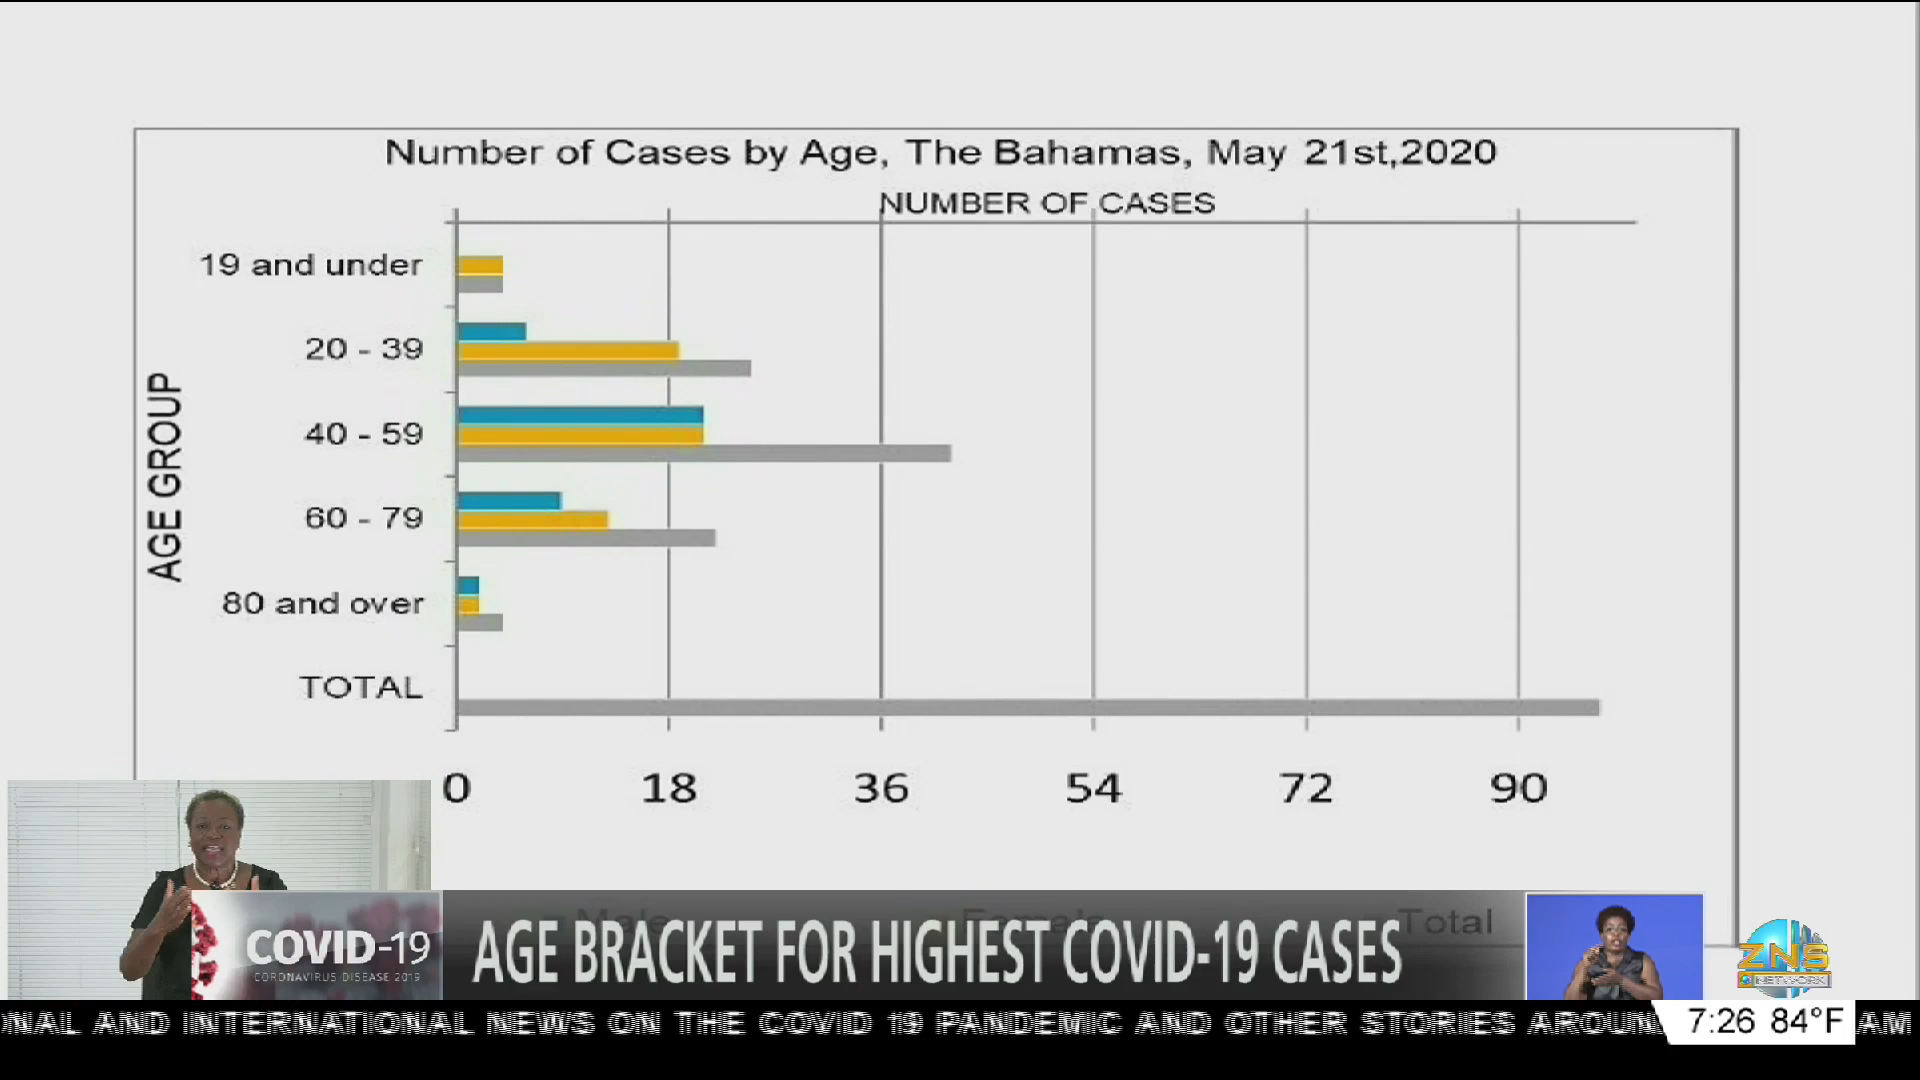 Number of Cases by Age, The Bahamas, May 21st,2020
NUMBER OF CASES
AGE GROUP
19 and under
20 - 39
40 - 59
60 - 79
80 and over
TOTAL
0 18 36 54 72 90
Male Female Total
COVID-19
CORONAVIRUS DISEASE 2019
AGE BRACKET FOR HIGHEST COVID-19 CASES
ZNS
NETWORK
ONAL AND INTERNATIONAL NEWS ON THE COVID 19 PANDEMIC AND OTHER STORIES AROUN
7:26 84°F
AM